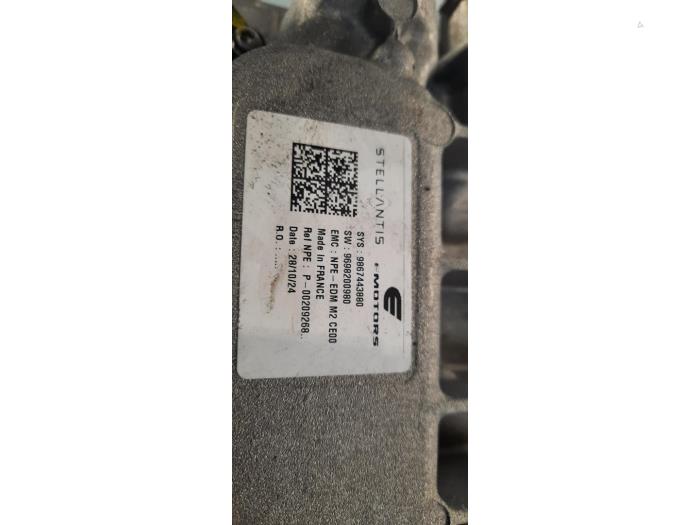 STELLANTIS
e MOTORS
SYS : 9867443880
SW : 9698200980
EMC : NPE - EDM M2 CE00
Made In FRANCE
Ref NPE : P - 00209268..
Date : 28/10/24
R.O. : .....